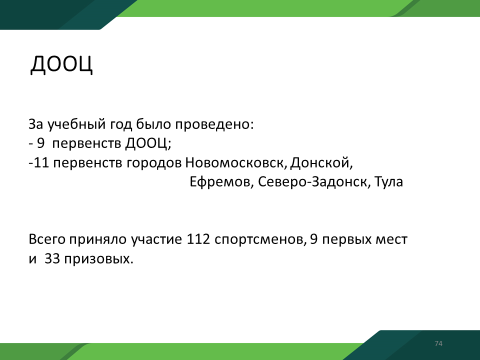 ДООЦ
За учебный год было проведено:
- 9 первенств ДООЦ;
-11 первенств городов Новомосковск, Донской,
Ефремов, Северо-Задонск, Тула
Всего приняло участие 112 спортсменов, 9 первых мест
и 33 призовых.
74